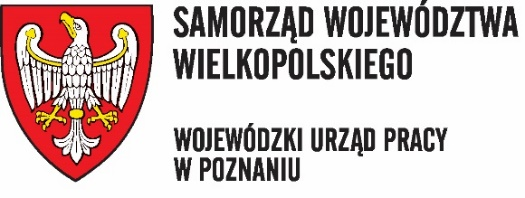 SAMORZĄD WOJEWÓDZTWA
WIELKOPOLSKIEGO
WOJEWÓDZKI URZĄD PRACY
W POZNANIU